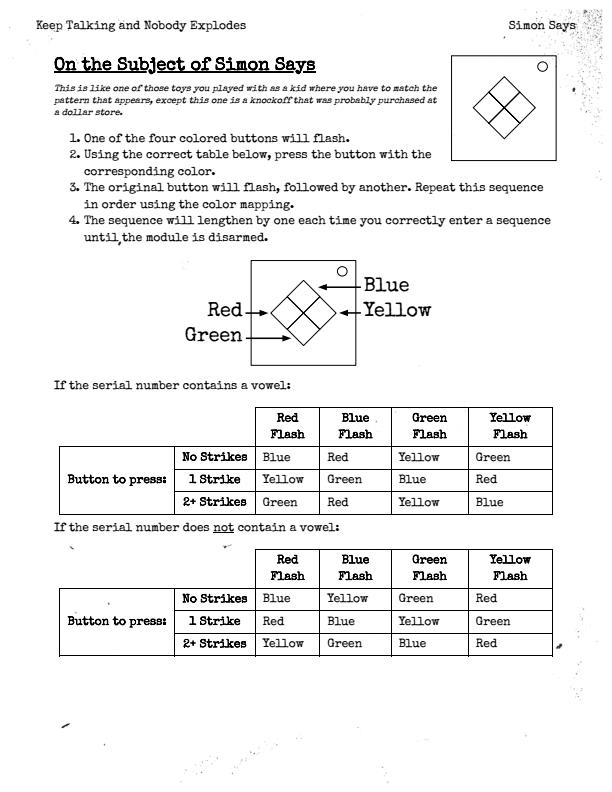 Keep Talking and Nobody Explodes
Simon Says
On the Subject of Simon Says
This is like one of those toys you played with as a kid where you have to match the
pattern that appears, except this one is a knockoff that was probably purchased at
a dollar store.
1. One of the four colored buttons will flash.
2. Using the correct table below, press the button with the
corresponding color.
3. The original button will flash, followed by another. Repeat this sequence
in order using the color mapping.
4. The sequence will lengthen by one each time you correctly enter a sequence
until the module is disarmed.
Blue
Red
Yellow
Green
If the serial number contains a vowel:
Red Blue Green Yellow
Flash Flash Flash Flash
No Strikes Blue Red Yellow Green
Button to press: 1 Strike Yellow Green Blue Red
2+ Strikes Green Red Yellow Blue
If the serial number does not contain a vowel:
Red Blue Green Yellow
Flash Flash Flash Flash
No Strikes Blue Yellow Green Red
Button to press: 1 Strike Red Blue Yellow Green
2+ Strikes Yellow Green Blue Red